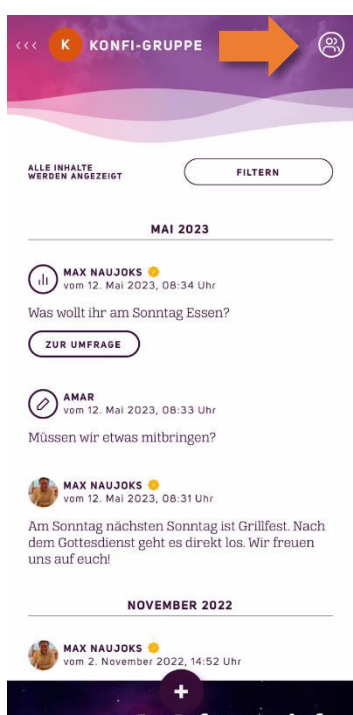 <<< K KONFI-GRUPPE
ALLE INHALTE
WERDEN ANGEZEIGT
FILTERN
MAI 2023
MAX NAUJOKS
vom 12. Mai 2023, 08:34 Uhr
Was wollt ihr am Sonntag Essen?
ZUR UMFRAGE
AMAR
vom 12. Mai 2023, 08:33 Uhr
Müssen wir etwas mitbringen?
MAX NAUJOKS
vom 12. Mai 2023, 08:31 Uhr
Am Sonntag nächsten Sonntag ist Grillfest. Nach
dem Gottesdienst geht es direkt los. Wir freuen
uns auf euch!
NOVEMBER 2022
MAX NAUJOKS
vom 2. November 2022, 14:52 Uhr
+